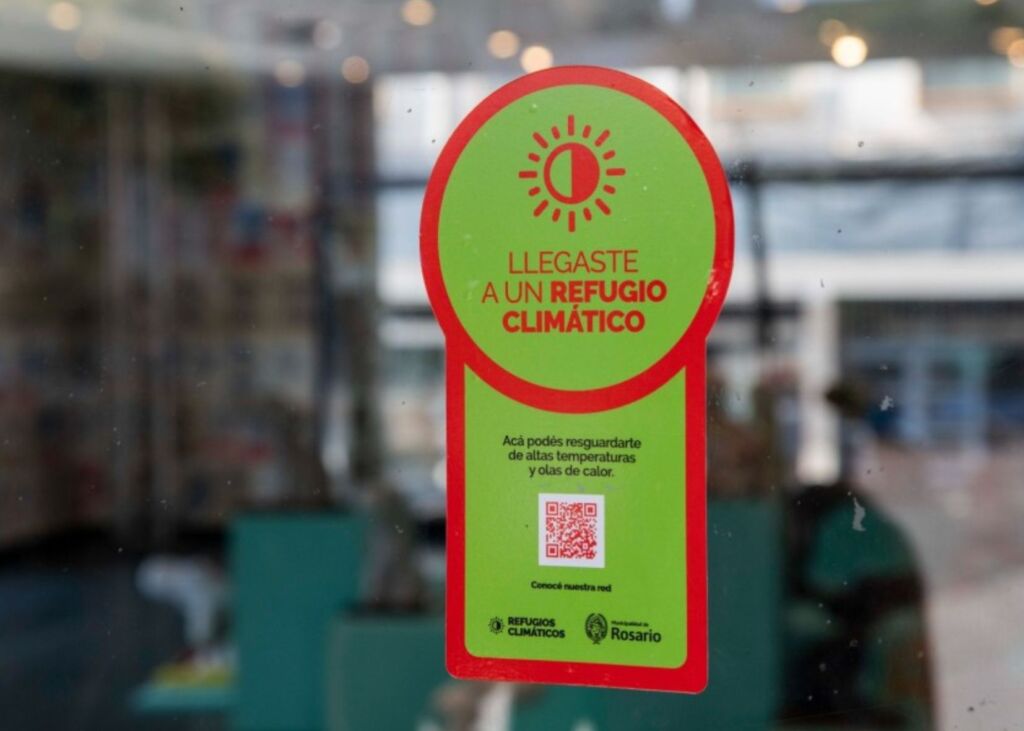 LLEGASTE
A UN REFUGIO
CLIMÁTICO
Acá podés resguardarte
de altas temperaturas
y olas de calor.
Conocé nuestra red
REFUGIOS
CLIMÁTICOS
Municipalidad de
Rosario